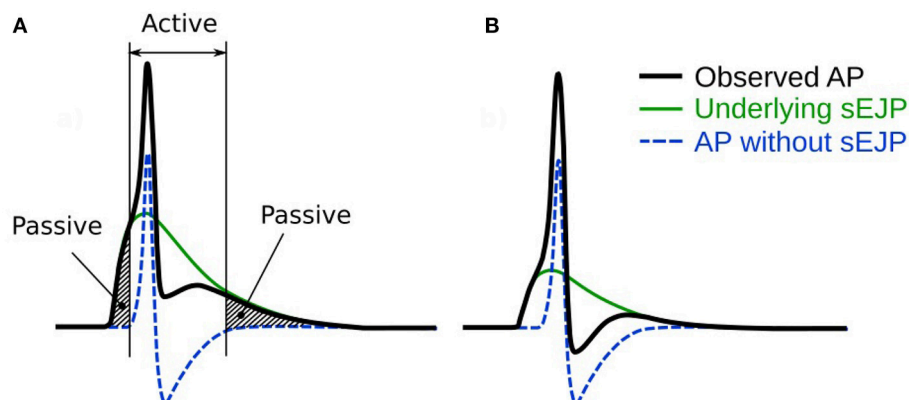 A
Active
a)
Passive
Passive
B
b)
Observed AP
Underlying sEJP
AP without sEJP